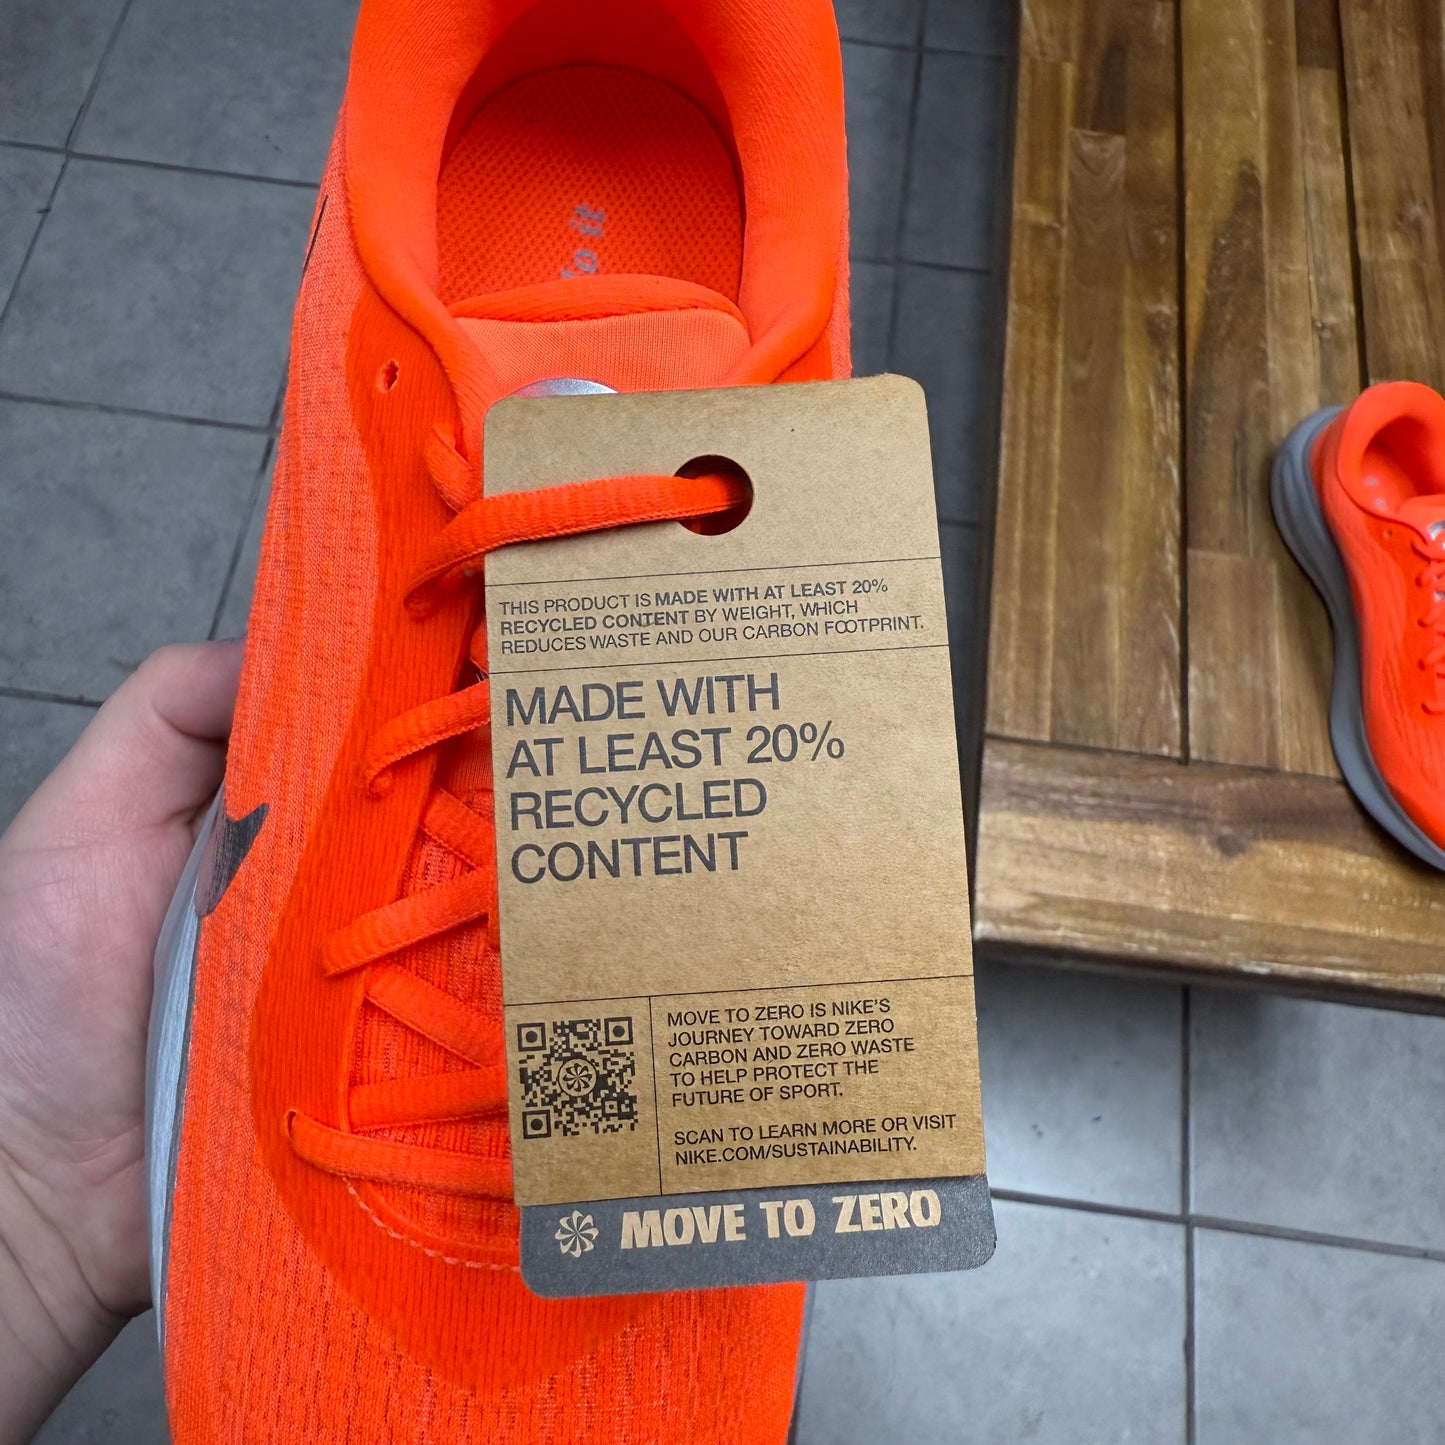 do it
THIS PRODUCT IS MADE WITH AT LEAST 20%
RECYCLED CONTENT BY WEIGHT, WHICH
REDUCES WASTE AND OUR CARBON FOOTPRINT.
MADE WITH
AT LEAST 20%
RECYCLED
CONTENT
MOVE TO ZERO IS NIKE'S
JOURNEY TOWARD ZERO
CARBON AND ZERO WASTE
TO HELP PROTECT THE
FUTURE OF SPORT.
SCAN TO LEARN MORE OR VISIT
NIKE.COM/SUSTAINABILITY.
MOVE TO ZERO